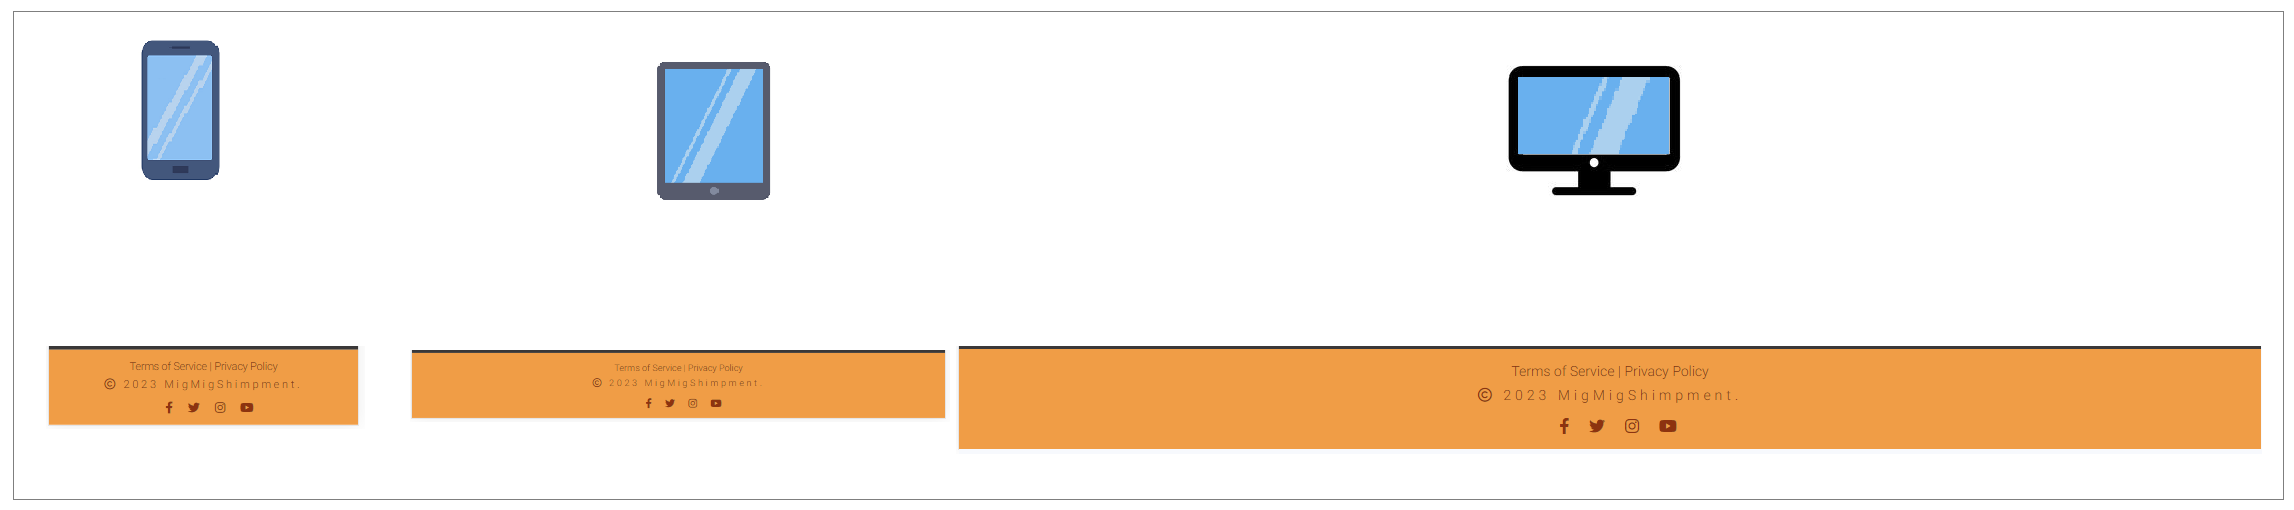 Terms of Service | Privacy Policy
© 2023 MigMigShimpment.
Terms of Service | Privacy Policy
© 2023 MigMigShimpment.
Terms of Service | Privacy Policy
© 2023 MigMigShimpment.